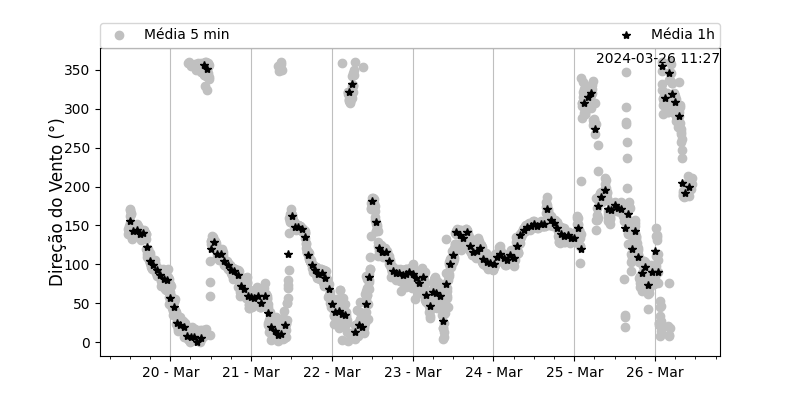 Média 5 min
Média 1h
2024-03-26 11:27
Direção do Vento (°)
350
300
250
200
150
100
50
0
20 - Mar
21 - Mar
22 - Mar
23 - Mar
24 - Mar
25 - Mar
26 - Mar